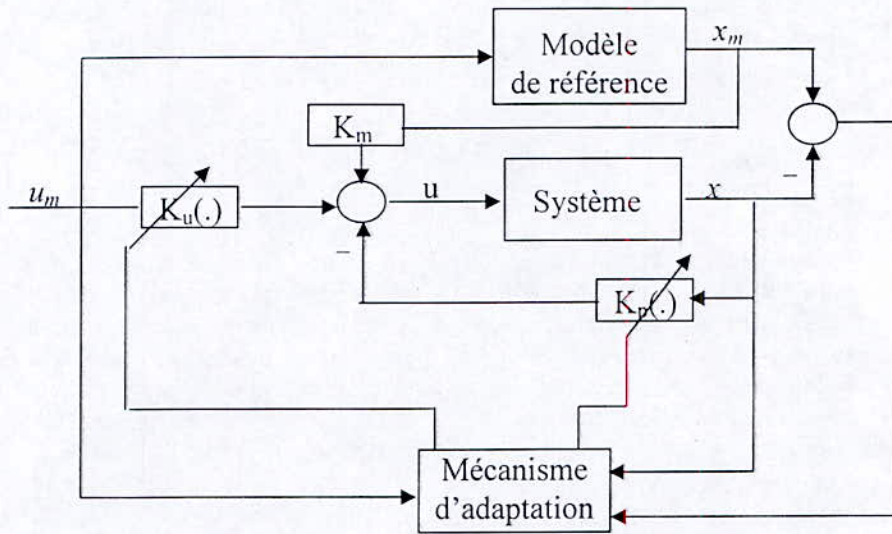 Modèle
de référence
x_m
K_m
u_m
K_u(.)
u
Système
x
–
–
K_p(.)
Mécanisme
d'adaptation